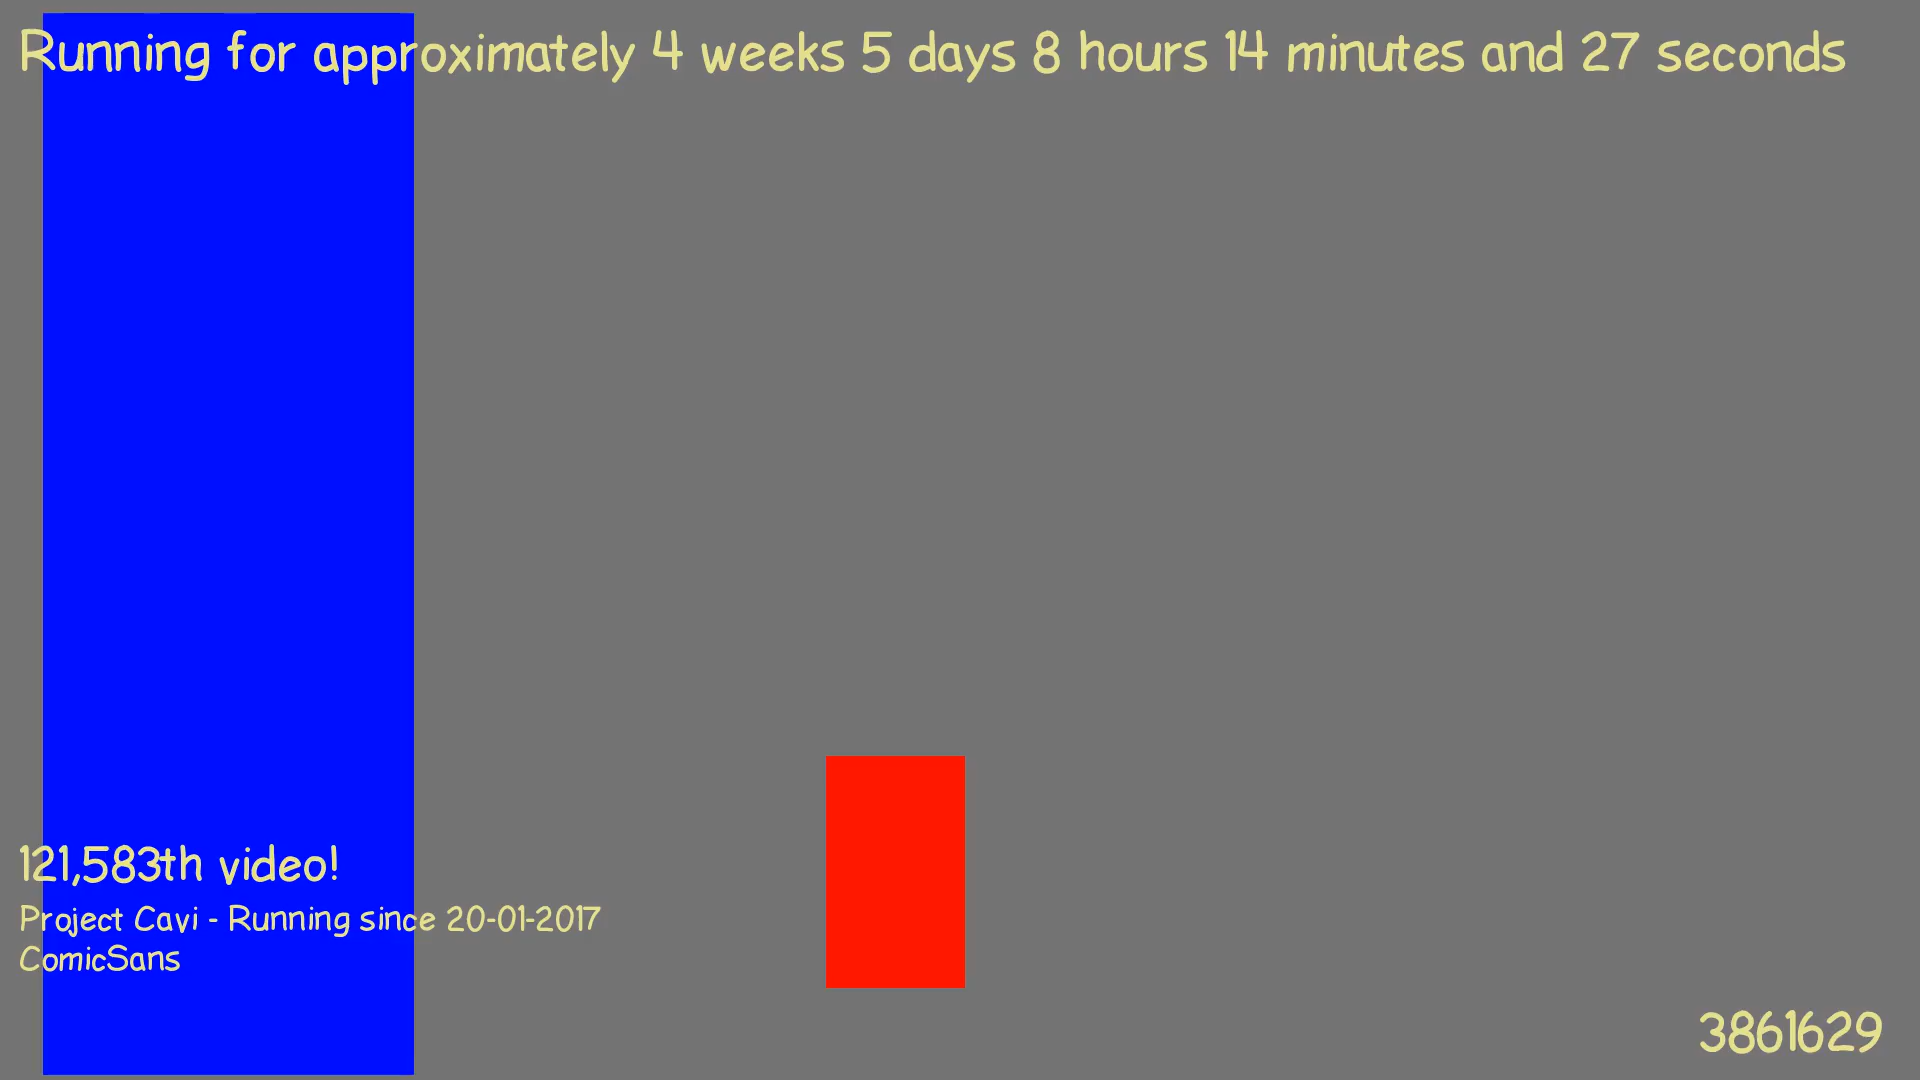 Running for approximately 4 weeks 5 days 8 hours 14 minutes and 27 seconds
121,583th video!
Project Cavi - Running since 20-01-2017
ComicSans
3861629